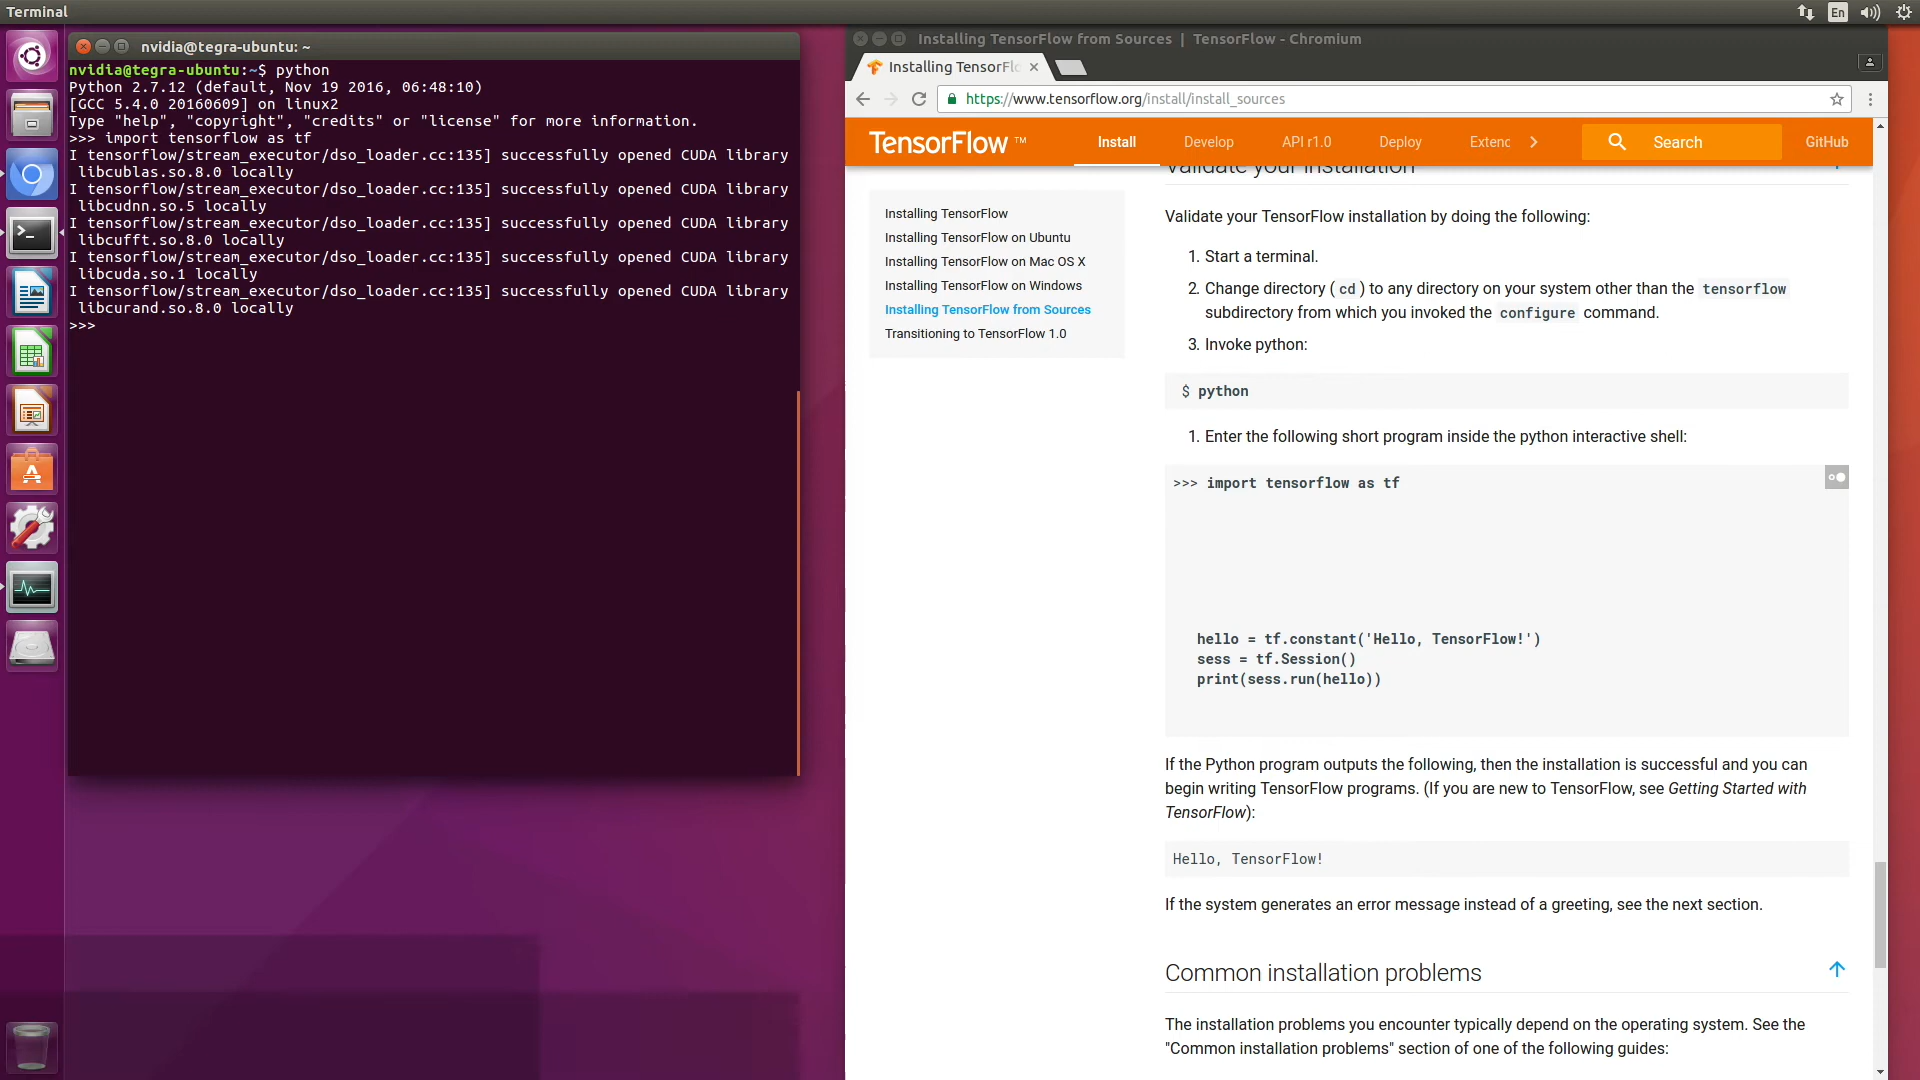 Terminal
En
nvidia@tegra-ubuntu: ~
nvidia@tegra-ubuntu:~$ python
Python 2.7.12 (default, Nov 19 2016, 06:48:10)
[GCC 5.4.0 20160609] on linux2
Type "help", "copyright", "credits" or "license" for more information.
>>> import tensorflow as tf
I tensorflow/stream_executor/dso_loader.cc:135] successfully opened CUDA library
libcublas.so.8.0 locally
I tensorflow/stream_executor/dso_loader.cc:135] successfully opened CUDA library
libcudnn.so.5 locally
I tensorflow/stream_executor/dso_loader.cc:135] successfully opened CUDA library
libcufft.so.8.0 locally
I tensorflow/stream_executor/dso_loader.cc:135] successfully opened CUDA library
libcuda.so.1 locally
I tensorflow/stream_executor/dso_loader.cc:135] successfully opened CUDA library
libcurand.so.8.0 locally
>>>
Installing TensorFlow from Sources | TensorFlow - Chromium
Installing TensorFlo
https://www.tensorflow.org/install/install_sources
TensorFlow ™ Install Develop API r1.0 Deploy Extenc Search GitHub
Installing TensorFlow
Installing TensorFlow on Ubuntu
Installing TensorFlow on Mac OS X
Installing TensorFlow on Windows
Installing TensorFlow from Sources
Transitioning to TensorFlow 1.0
Validate your installation
Validate your TensorFlow installation by doing the following:
1. Start a terminal.
2. Change directory ( cd ) to any directory on your system other than the tensorflow
subdirectory from which you invoked the configure command.
3. Invoke python:
$ python
1. Enter the following short program inside the python interactive shell:
>>> import tensorflow as tf
hello = tf.constant('Hello, TensorFlow!')
sess = tf.Session()
print(sess.run(hello))
If the Python program outputs the following, then the installation is successful and you can
begin writing TensorFlow programs. (If you are new to TensorFlow, see Getting Started with
TensorFlow):
Hello, TensorFlow!
If the system generates an error message instead of a greeting, see the next section.
Common installation problems
The installation problems you encounter typically depend on the operating system. See the
"Common installation problems" section of one of the following guides: